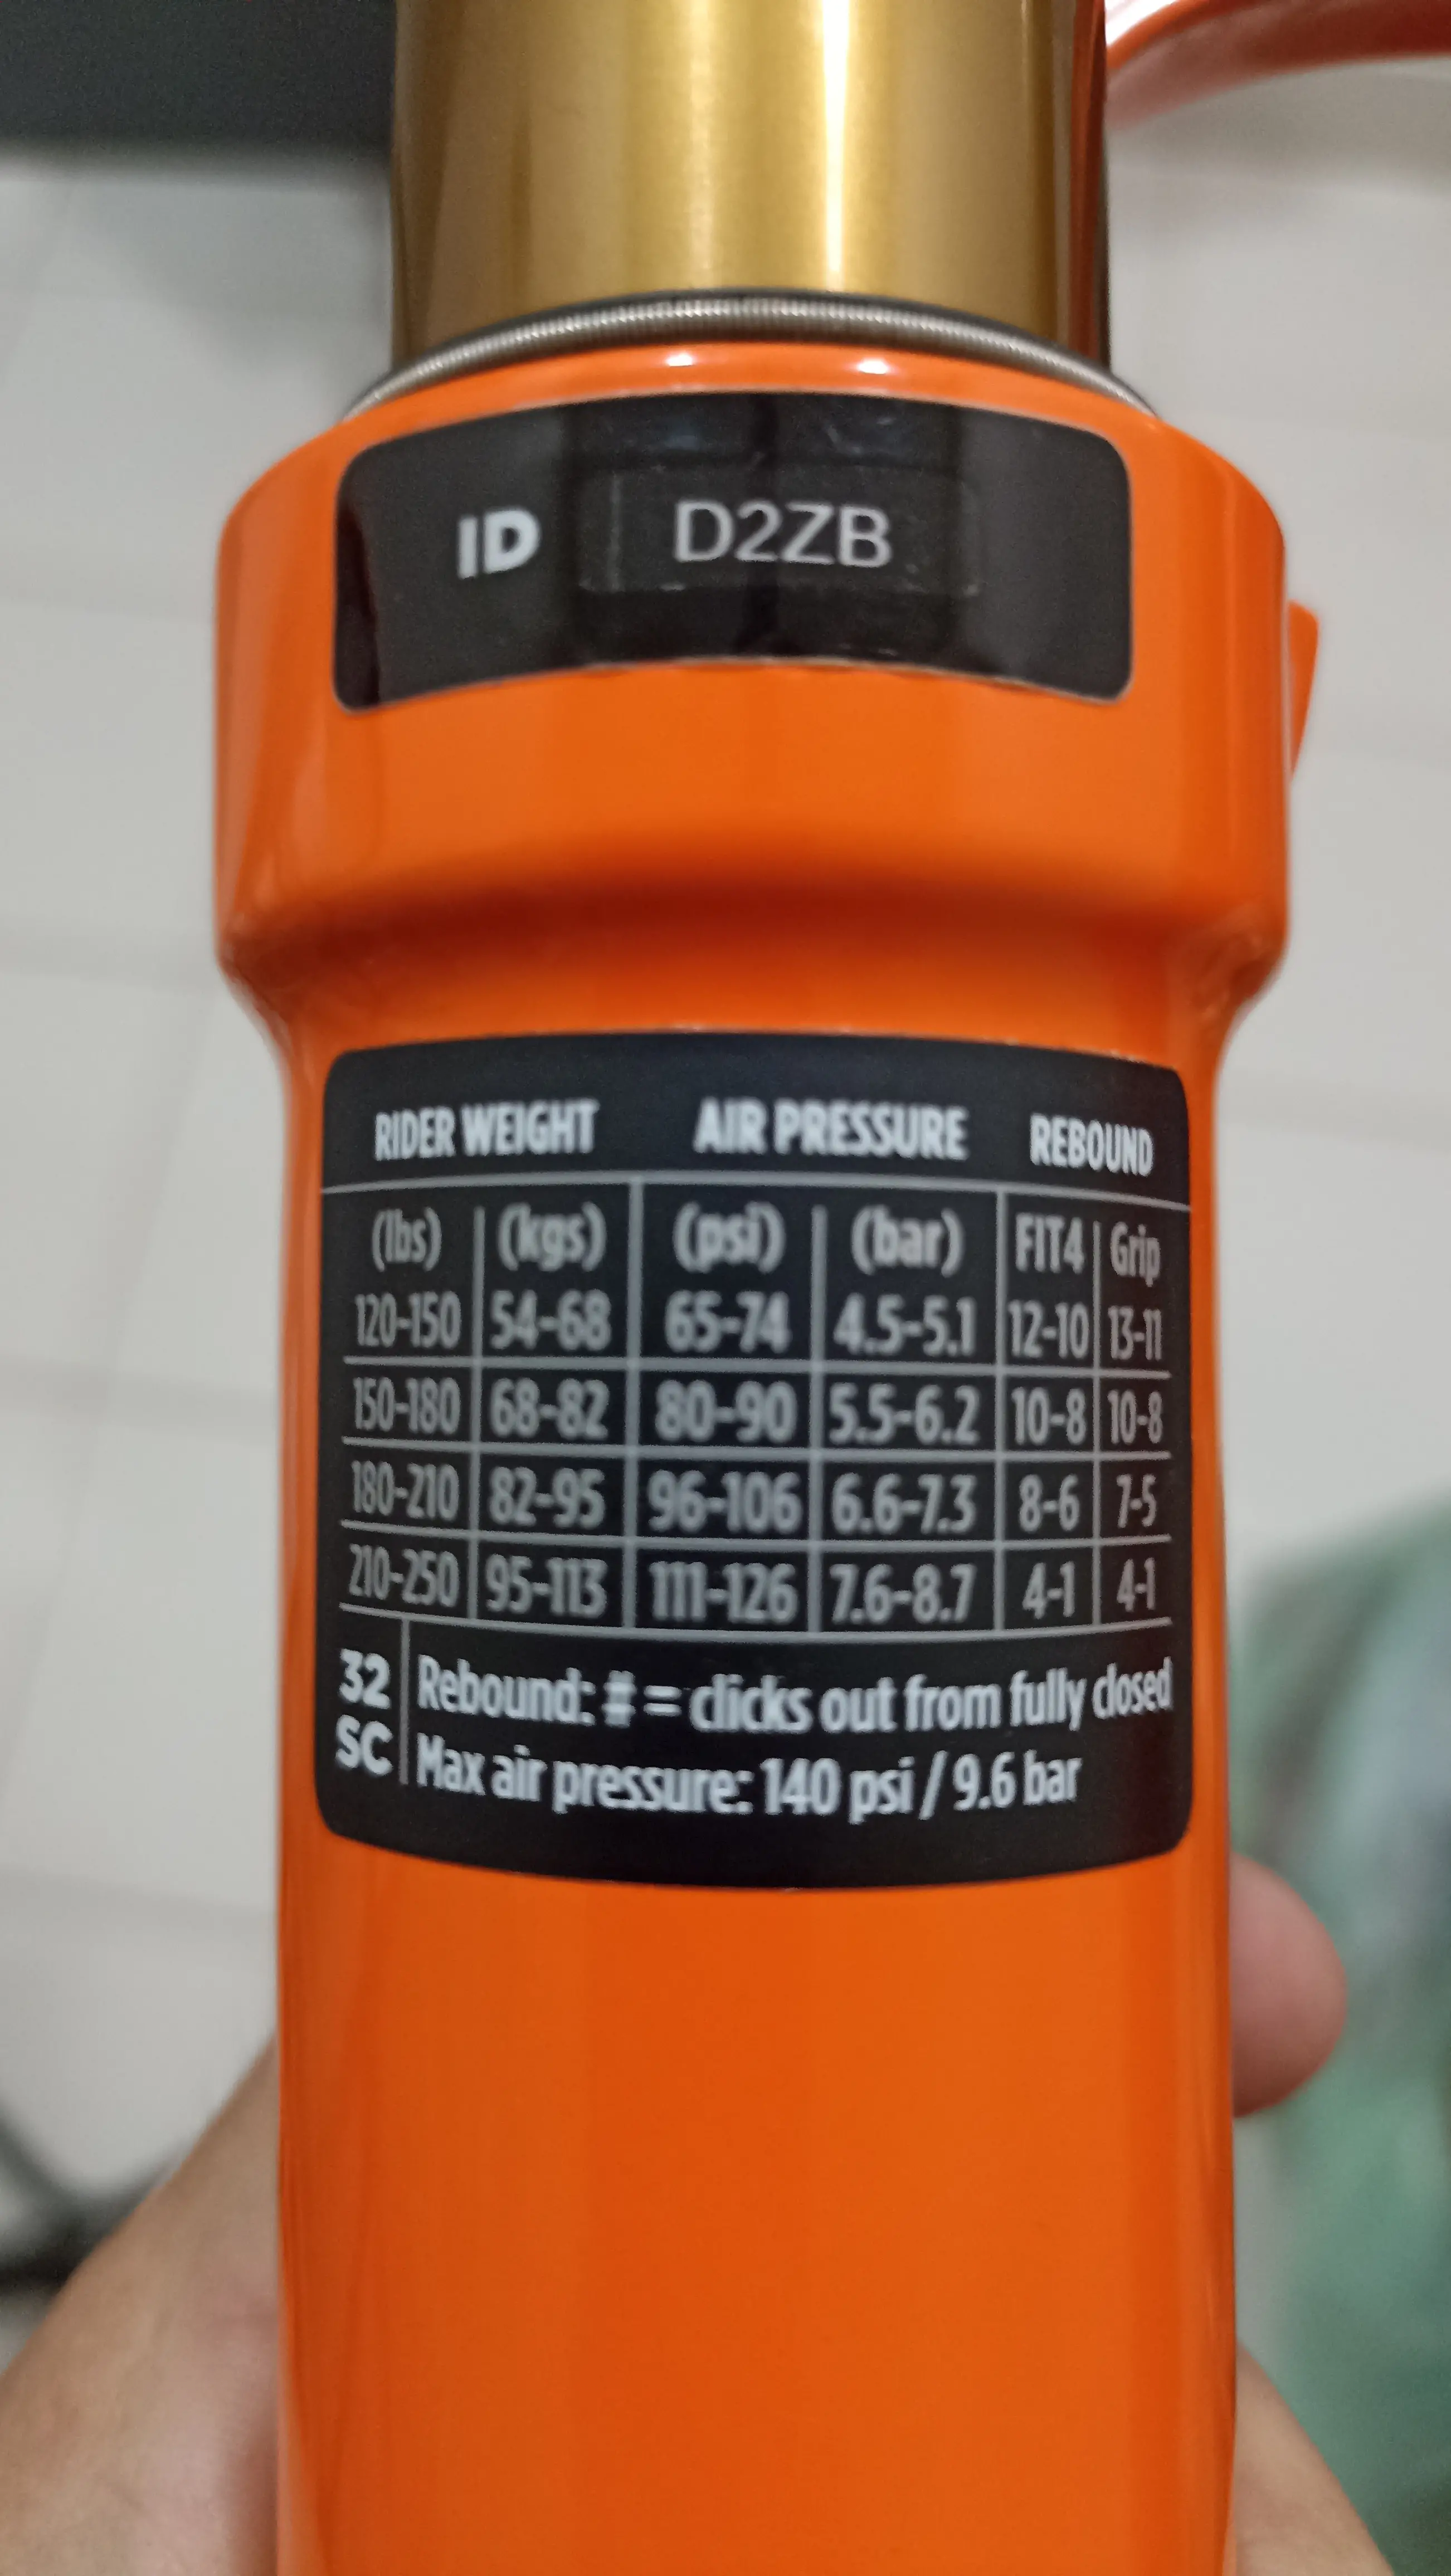 ID D2ZB
RIDER WEIGHT AIR PRESSURE REBOUND
(lbs) (kgs) (psi) (bar) FIT4 Grip
120-150 54-68 65-74 4.5-5.1 12-10 13-11
150-180 68-82 80-90 5.5-6.2 10-8 10-8
180-210 82-95 96-106 6.6-7.3 8-6 7-5
210-250 95-113 111-126 7.6-8.7 4-1 4-1
32 SC
Rebound: # = clicks out from fully closed
Max air pressure: 140 psi / 9.6 bar